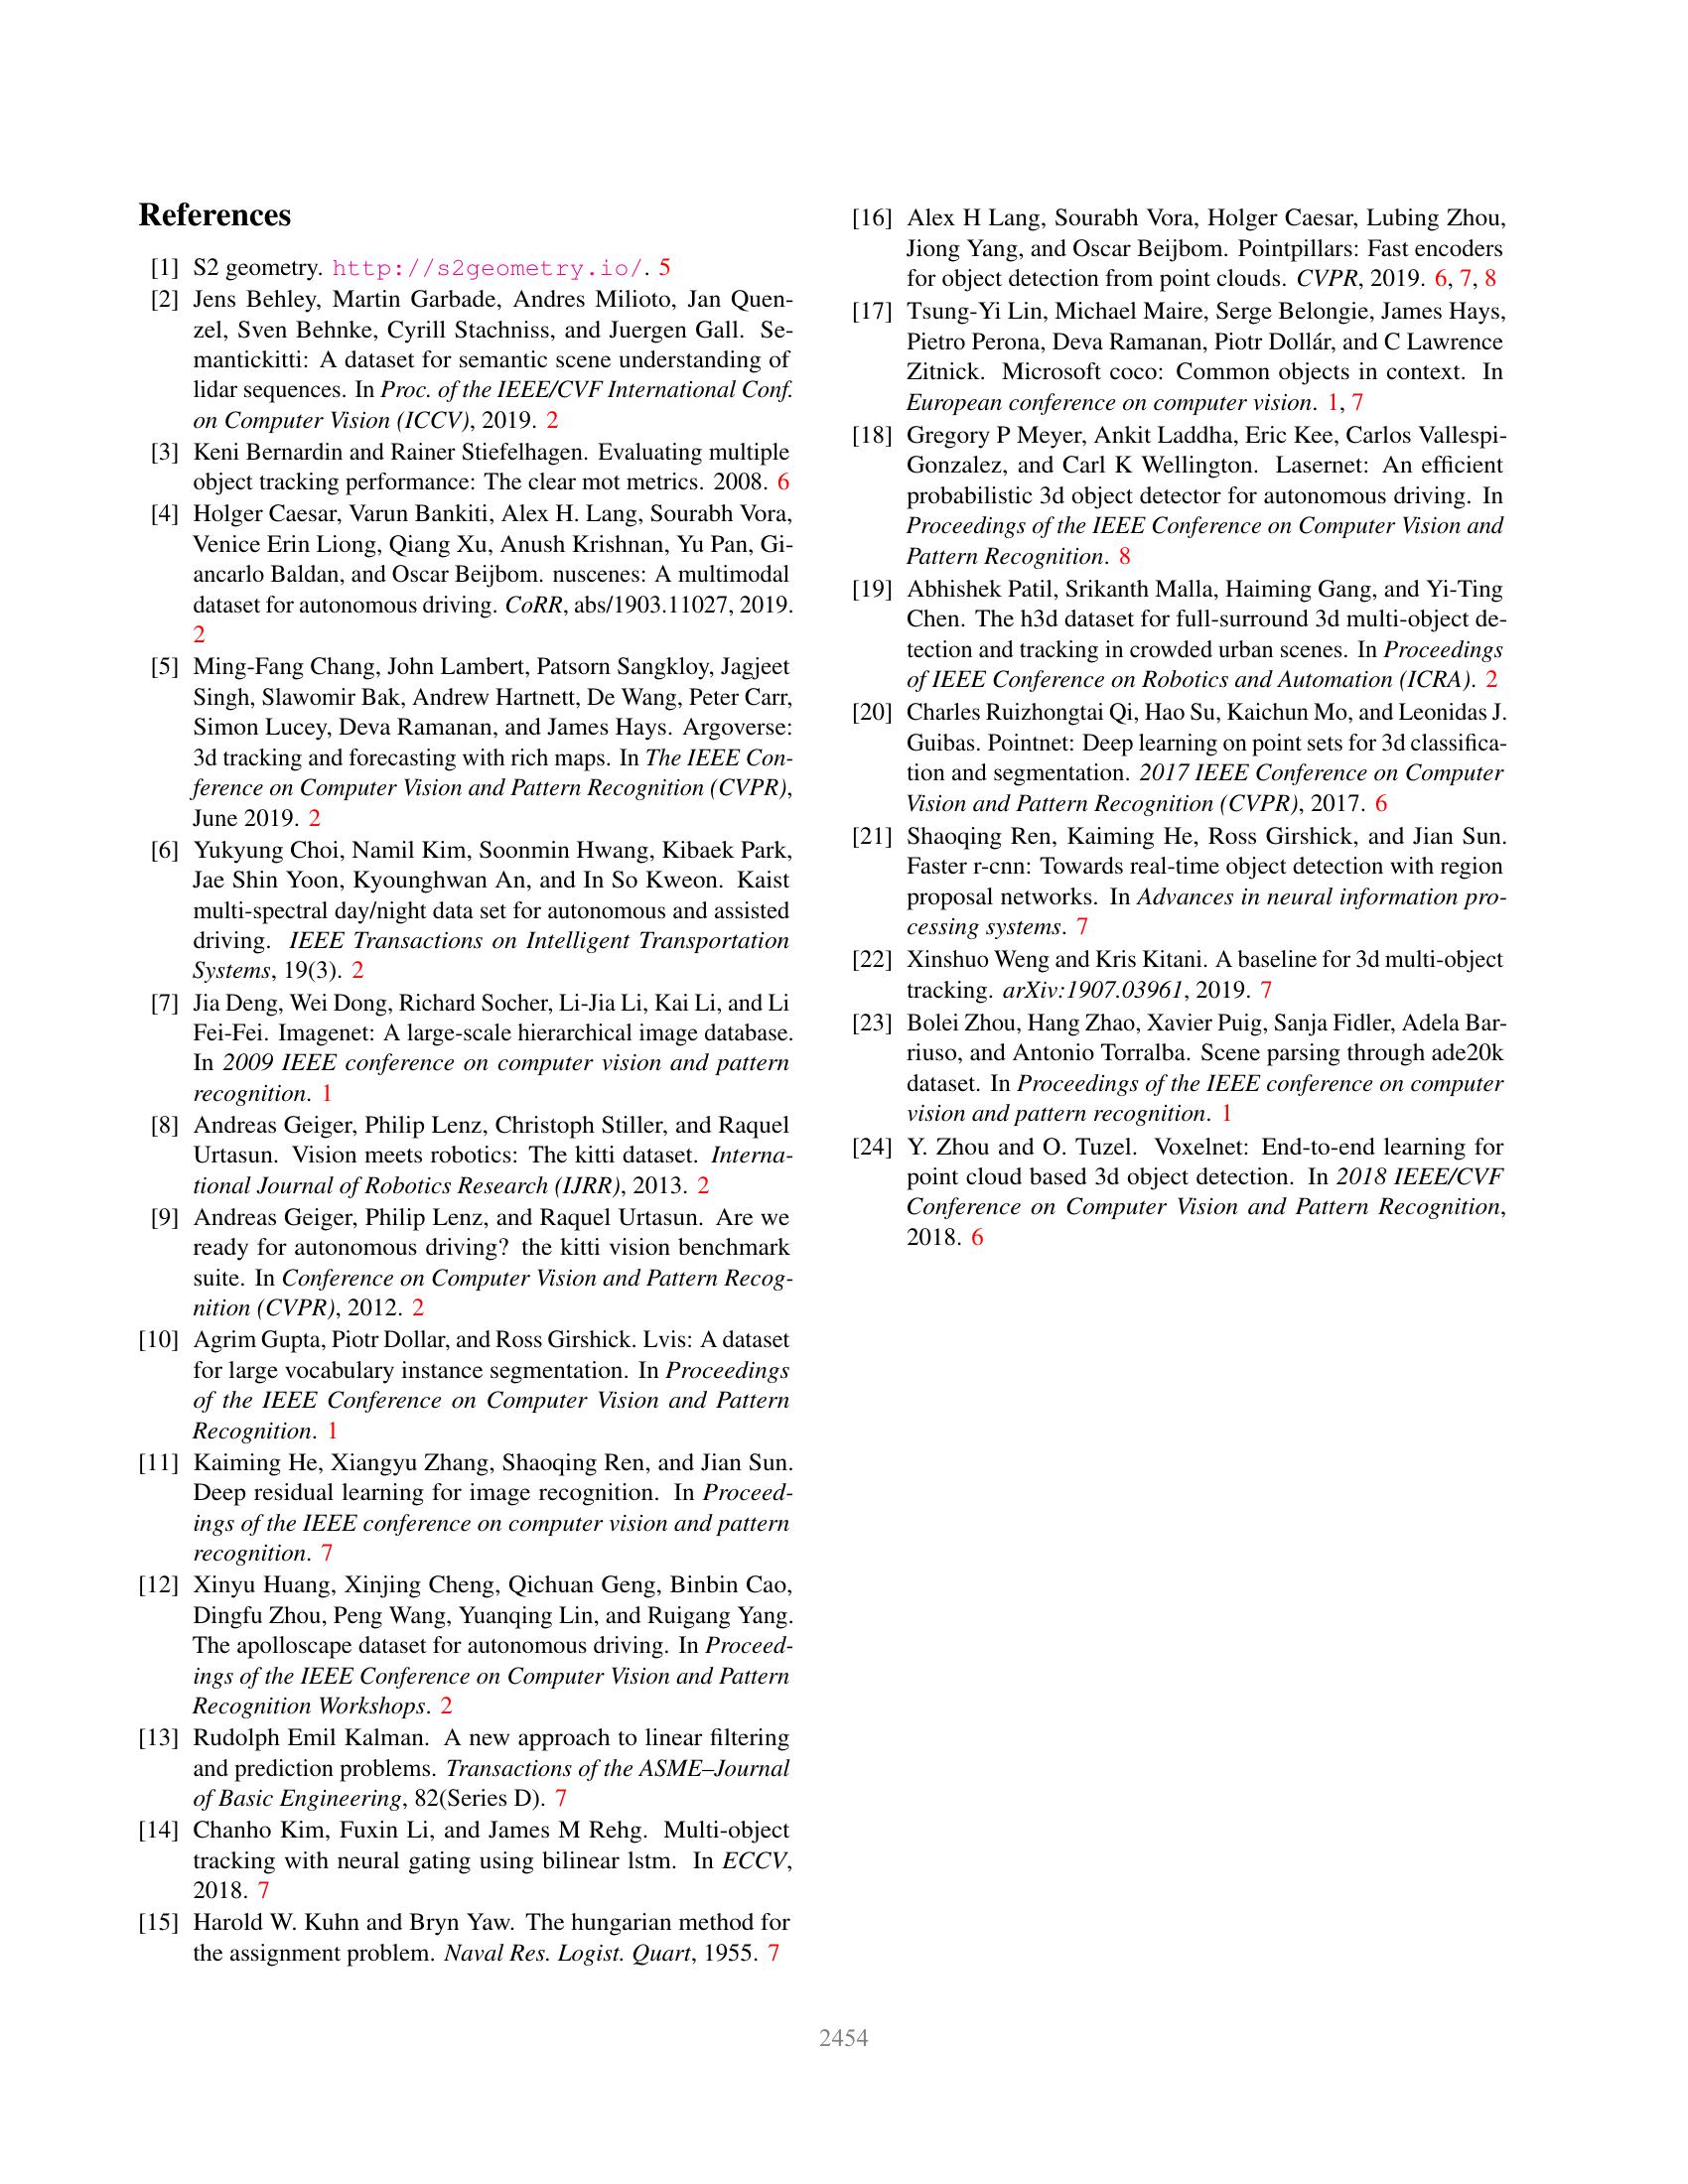 References
[1] S2 geometry. http://s2geometry.io/. 5
[2] Jens Behley, Martin Garbade, Andres Milioto, Jan Quen-
zel, Sven Behnke, Cyrill Stachniss, and Juergen Gall. Se-
mantickitti: A dataset for semantic scene understanding of
lidar sequences. In Proc. of the IEEE/CVF International Conf.
on Computer Vision (ICCV), 2019. 2
[3] Keni Bernardin and Rainer Stiefelhagen. Evaluating multiple
object tracking performance: The clear mot metrics. 2008. 6
[4] Holger Caesar, Varun Bankiti, Alex H. Lang, Sourabh Vora,
Venice Erin Liong, Qiang Xu, Anush Krishnan, Yu Pan, Gi-
ancarlo Baldan, and Oscar Beijbom. nuscenes: A multimodal
dataset for autonomous driving. CoRR, abs/1903.11027, 2019.
2
[5] Ming-Fang Chang, John Lambert, Patsorn Sangkloy, Jagjeet
Singh, Slawomir Bak, Andrew Hartnett, De Wang, Peter Carr,
Simon Lucey, Deva Ramanan, and James Hays. Argoverse:
3d tracking and forecasting with rich maps. In The IEEE Con-
ference on Computer Vision and Pattern Recognition (CVPR),
June 2019. 2
[6] Yukyung Choi, Namil Kim, Soonmin Hwang, Kibaek Park,
Jae Shin Yoon, Kyounghwan An, and In So Kweon. Kaist
multi-spectral day/night data set for autonomous and assisted
driving. IEEE Transactions on Intelligent Transportation
Systems, 19(3). 2
[7] Jia Deng, Wei Dong, Richard Socher, Li-Jia Li, Kai Li, and Li
Fei-Fei. Imagenet: A large-scale hierarchical image database.
In 2009 IEEE conference on computer vision and pattern
recognition. 1
[8] Andreas Geiger, Philip Lenz, Christoph Stiller, and Raquel
Urtasun. Vision meets robotics: The kitti dataset. Interna-
tional Journal of Robotics Research (IJRR), 2013. 2
[9] Andreas Geiger, Philip Lenz, and Raquel Urtasun. Are we
ready for autonomous driving? the kitti vision benchmark
suite. In Conference on Computer Vision and Pattern Recog-
nition (CVPR), 2012. 2
[10] Agrim Gupta, Piotr Dollar, and Ross Girshick. Lvis: A dataset
for large vocabulary instance segmentation. In Proceedings
of the IEEE Conference on Computer Vision and Pattern
Recognition. 1
[11] Kaiming He, Xiangyu Zhang, Shaoqing Ren, and Jian Sun.
Deep residual learning for image recognition. In Proceed-
ings of the IEEE conference on computer vision and pattern
recognition. 7
[12] Xinyu Huang, Xinjing Cheng, Qichuan Geng, Binbin Cao,
Dingfu Zhou, Peng Wang, Yuanqing Lin, and Ruigang Yang.
The apolloscape dataset for autonomous driving. In Proceed-
ings of the IEEE Conference on Computer Vision and Pattern
Recognition Workshops. 2
[13] Rudolph Emil Kalman. A new approach to linear filtering
and prediction problems. Transactions of the ASME–Journal
of Basic Engineering, 82(Series D). 7
[14] Chanho Kim, Fuxin Li, and James M Rehg. Multi-object
tracking with neural gating using bilinear lstm. In ECCV,
2018. 7
[15] Harold W. Kuhn and Bryn Yaw. The hungarian method for
the assignment problem. Naval Res. Logist. Quart, 1955. 7
[16] Alex H Lang, Sourabh Vora, Holger Caesar, Lubing Zhou,
Jiong Yang, and Oscar Beijbom. Pointpillars: Fast encoders
for object detection from point clouds. CVPR, 2019. 6, 7, 8
[17] Tsung-Yi Lin, Michael Maire, Serge Belongie, James Hays,
Pietro Perona, Deva Ramanan, Piotr Dollár, and C Lawrence
Zitnick. Microsoft coco: Common objects in context. In
European conference on computer vision. 1, 7
[18] Gregory P Meyer, Ankit Laddha, Eric Kee, Carlos Vallespi-
Gonzalez, and Carl K Wellington. Lasernet: An efficient
probabilistic 3d object detector for autonomous driving. In
Proceedings of the IEEE Conference on Computer Vision and
Pattern Recognition. 8
[19] Abhishek Patil, Srikanth Malla, Haiming Gang, and Yi-Ting
Chen. The h3d dataset for full-surround 3d multi-object de-
tection and tracking in crowded urban scenes. In Proceedings
of IEEE Conference on Robotics and Automation (ICRA). 2
[20] Charles Ruizhongtai Qi, Hao Su, Kaichun Mo, and Leonidas J.
Guibas. Pointnet: Deep learning on point sets for 3d classifica-
tion and segmentation. 2017 IEEE Conference on Computer
Vision and Pattern Recognition (CVPR), 2017. 6
[21] Shaoqing Ren, Kaiming He, Ross Girshick, and Jian Sun.
Faster r-cnn: Towards real-time object detection with region
proposal networks. In Advances in neural information pro-
cessing systems. 7
[22] Xinshuo Weng and Kris Kitani. A baseline for 3d multi-object
tracking. arXiv:1907.03961, 2019. 7
[23] Bolei Zhou, Hang Zhao, Xavier Puig, Sanja Fidler, Adela Bar-
riuso, and Antonio Torralba. Scene parsing through ade20k
dataset. In Proceedings of the IEEE conference on computer
vision and pattern recognition. 1
[24] Y. Zhou and O. Tuzel. Voxelnet: End-to-end learning for
point cloud based 3d object detection. In 2018 IEEE/CVF
Conference on Computer Vision and Pattern Recognition,
2018. 6
2454